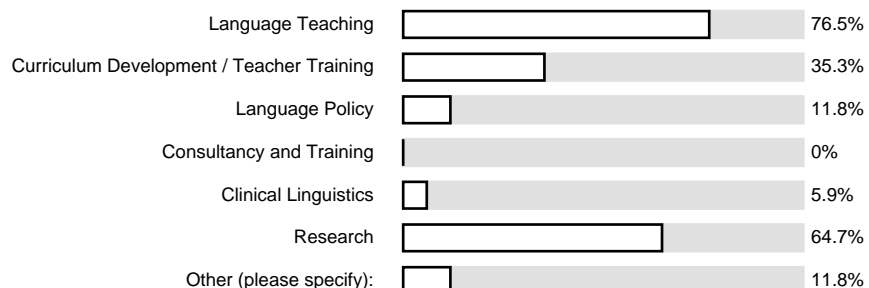 Language Teaching 76.5%
Curriculum Development / Teacher Training 35.3%
Language Policy 11.8%
Consultancy and Training 0%
Clinical Linguistics 5.9%
Research 64.7%
Other (please specify): 11.8%